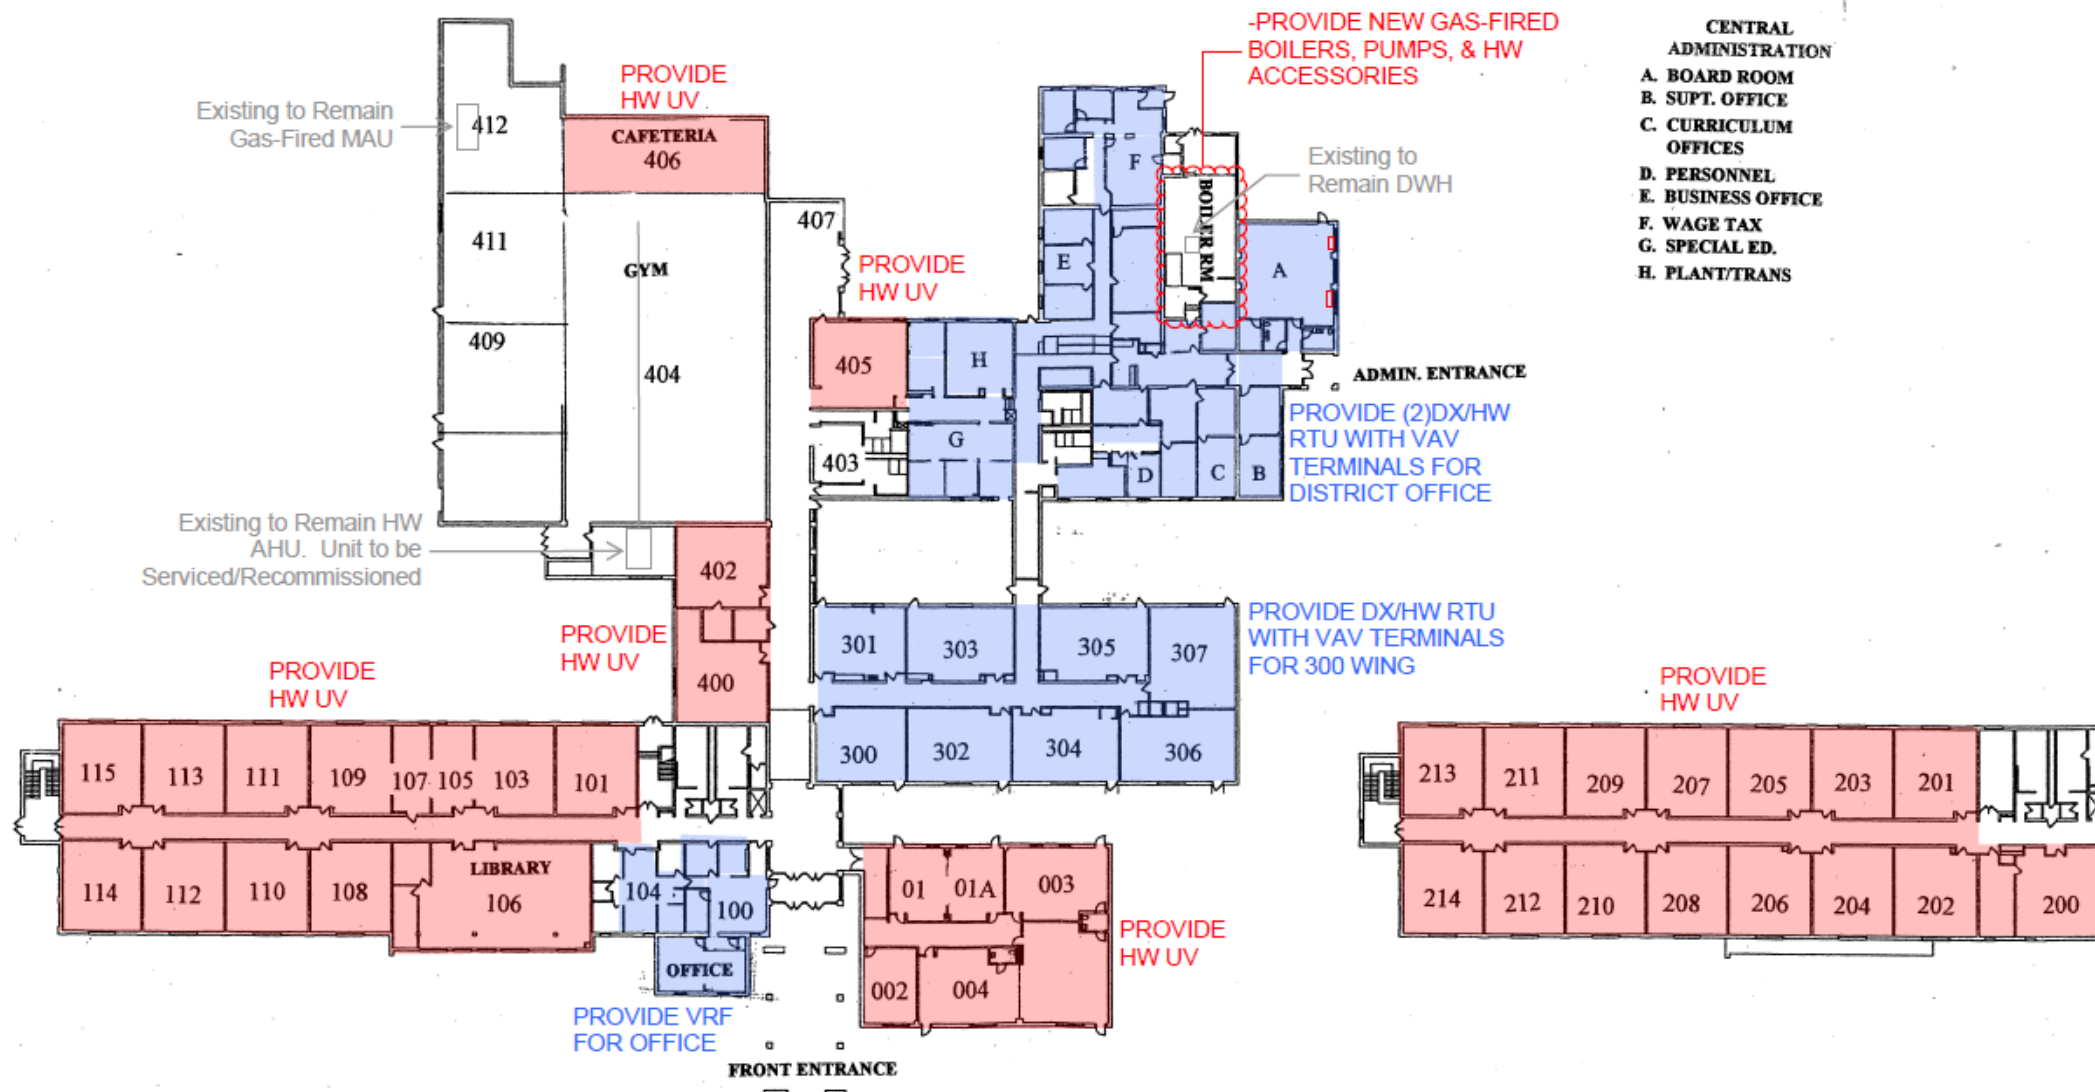 -PROVIDE NEW GAS-FIRED
BOILERS, PUMPS, & HW
ACCESSORIES
CENTRAL
ADMINISTRATION
A. BOARD ROOM
B. SUPT. OFFICE
C. CURRICULUM
OFFICES
D. PERSONNEL
E. BUSINESS OFFICE
F. WAGE TAX
G. SPECIAL ED.
H. PLANT/TRANS
PROVIDE
HW UV
Existing to Remain
Gas-Fired MAU
412
CAFETERIA
406
F
BOILER RM
Existing to
Remain DWH
407
411
GYM
E
A
PROVIDE
HW UV
409
404
405
H
ADMIN. ENTRANCE
G
403
D
C
B
PROVIDE (2)DX/HW
RTU WITH VAV
TERMINALS FOR
DISTRICT OFFICE
Existing to Remain HW
AHU. Unit to be
Serviced/Recommissioned
402
PROVIDE
HW UV
400
301
303
305
307
PROVIDE DX/HW RTU
WITH VAV TERMINALS
FOR 300 WING
300
302
304
306
PROVIDE
HW UV
115
113
111
109
107
105
103
101
114
112
110
108
LIBRARY
106
104
100
OFFICE
PROVIDE VRF
FOR OFFICE
01
01A
003
002
004
PROVIDE
HW UV
FRONT ENTRANCE
PROVIDE
HW UV
213
211
209
207
205
203
201
214
212
210
208
206
204
202
200